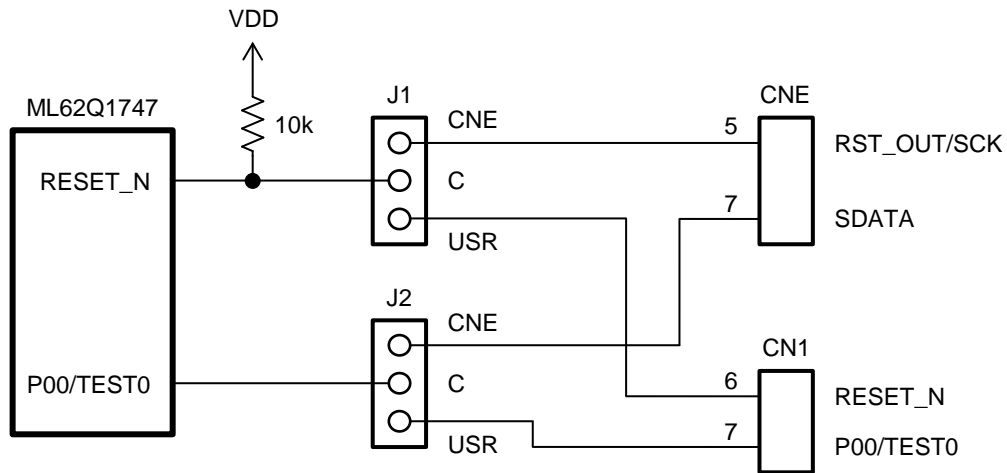 VDD
ML62Q1747
10k
J1
CNE
CNE
5
RST_OUT/SCK
RESET_N
C
7
SDATA
USR
J2
CNE
CN1
P00/TEST0
C
6
RESET_N
USR
7
P00/TEST0